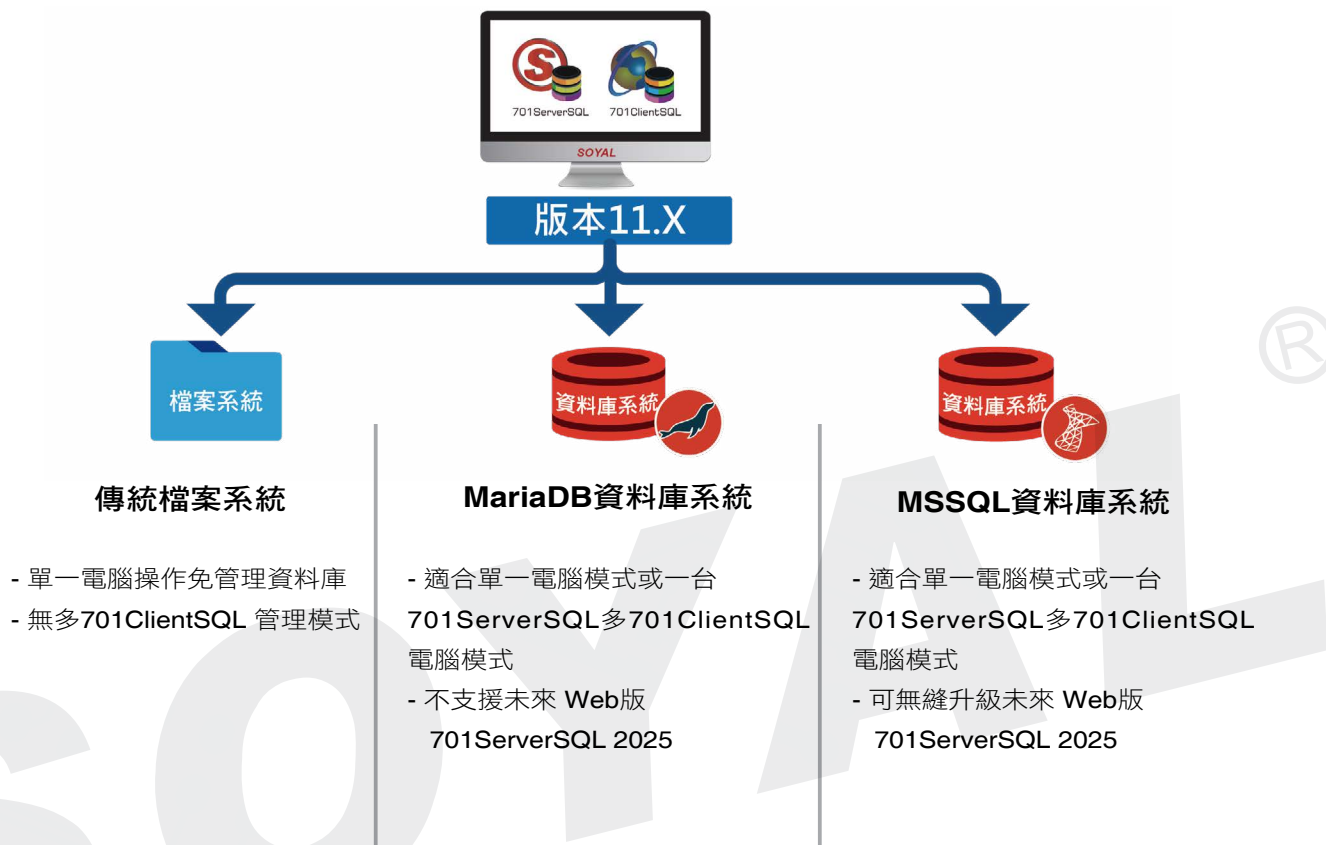 S
701ServerSQL
701ClientSQL
SOYAL
版本11.X
檔案系統
資料庫系統
資料庫系統
傳統檔案系統
- 單一電腦操作免管理資料庫
- 無多701ClientSQL 管理模式
MariaDB資料庫系統
- 適合單一電腦模式或一台
701ServerSQL多701ClientSQL
電腦模式
- 不支援未來 Web版
701ServerSQL 2025
MSSQL資料庫系統
- 適合單一電腦模式或一台
701ServerSQL多701ClientSQL
電腦模式
- 可無縫升級未來 Web版
701ServerSQL 2025
SOYAL
®